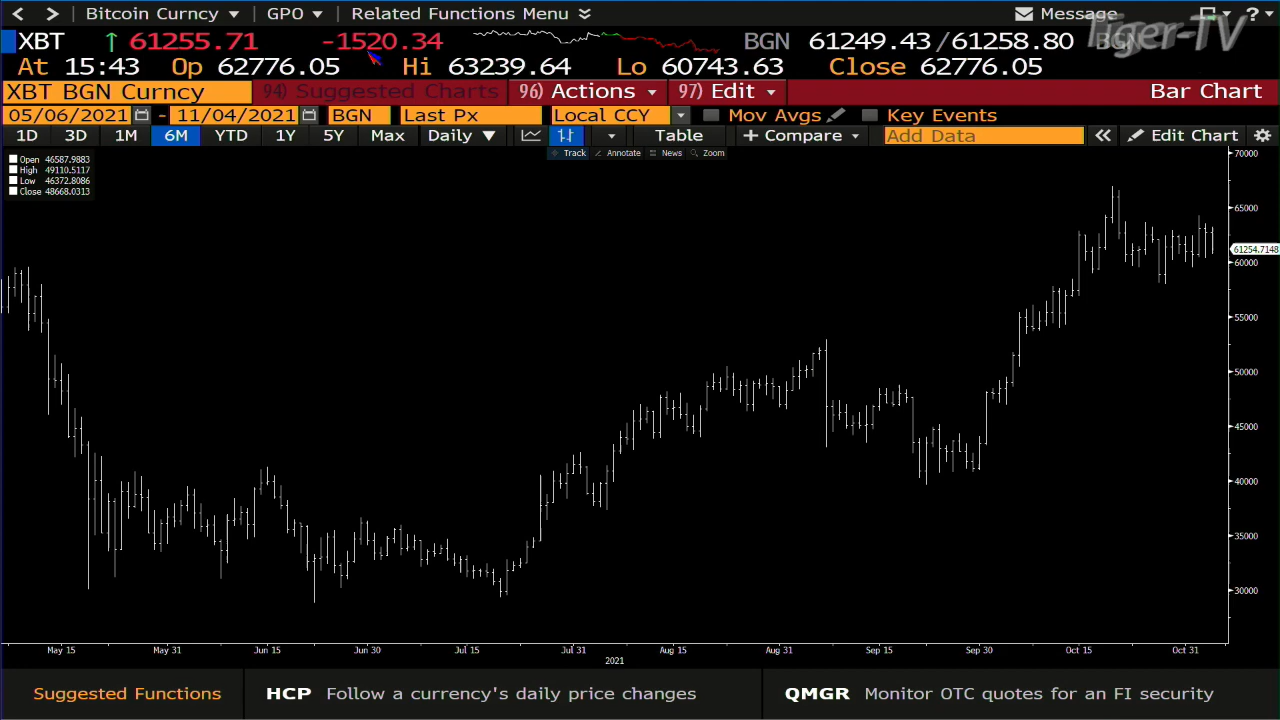 Bitcoin Curncy GPO Related Functions Menu Message ?
XBT 61255.71 -1520.34 BGN 61249.43/61258.80 BGN
Tiger-TV
At 15:43 Op 62776.05 Hi 63239.64 Lo 60743.63 Close 62776.05
XBT BGN Curncy 94) Suggested Charts 96) Actions 97) Edit Bar Chart
05/06/2021 - 11/04/2021 BGN Last Px Local CCY Mov Avgs Key Events
1D 3D 1M 6M YTD 1Y 5Y Max Daily Table + Compare Add Data Edit Chart
Track Annotate News Zoom
Open 46587.9883
High 49110.5117
Low 46372.8086
Close 48668.0313
70000
65000
61254.7148
60000
55000
50000
45000
40000
35000
30000
May 15 May 31 Jun 15 Jun 30 Jul 15 Jul 31 Aug 15 Aug 31 Sep 15 Sep 30 Oct 15 Oct 31
2021
Suggested Functions HCP Follow a currency's daily price changes QMGR Monitor OTC quotes for an FI security